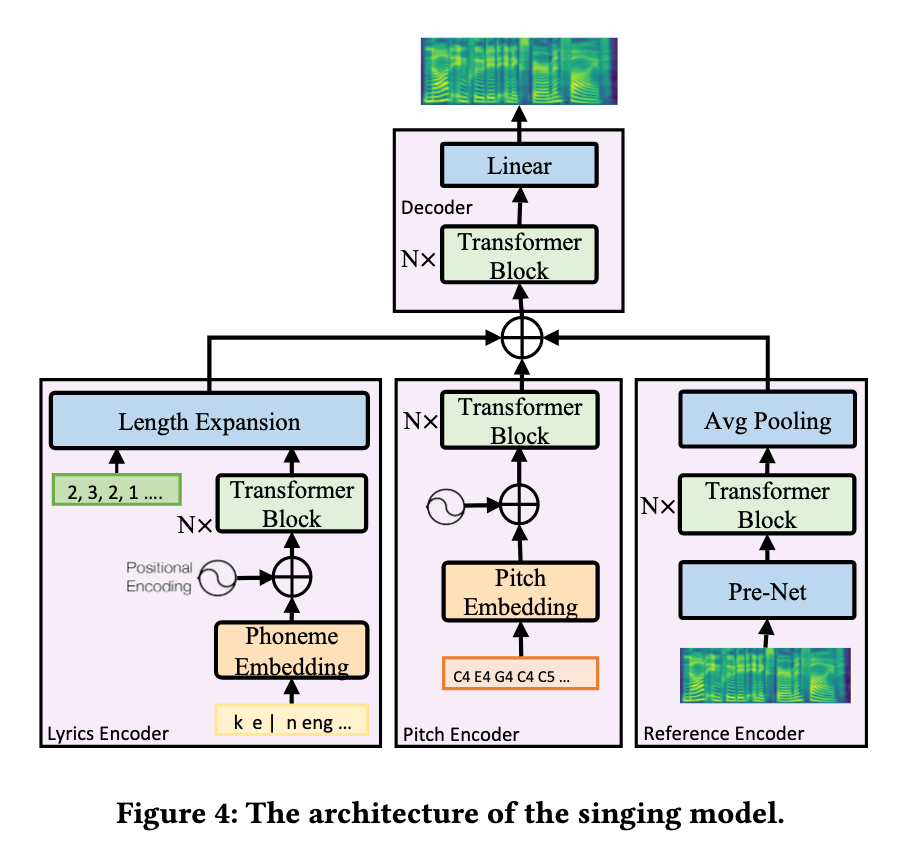 Linear
Decoder
N×
Transformer
Block
Length Expansion
2, 3, 2, 1 ....
N×
Transformer
Block
Positional
Encoding
Phoneme
Embedding
k e | n eng ...
Lyrics Encoder
N×
Transformer
Block
Pitch
Embedding
C4 E4 G4 C4 C5 ...
Pitch Encoder
Avg Pooling
N×
Transformer
Block
Pre-Net
Reference Encoder
Figure 4: The architecture of the singing model.